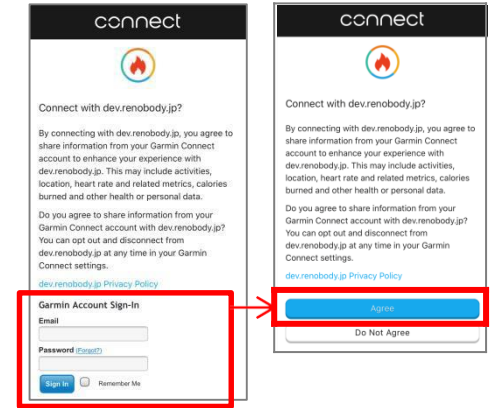 connect
Connect with dev.renobody.jp?
By connecting with dev.renobody.jp, you agree to
share information from your Garmin Connect
account to enhance your experience with
dev.renobody.jp. This may include activities,
location, heart rate and related metrics, calories
burned and other health or personal data.
Do you agree to share information from your
Garmin Connect account with dev.renobody.jp?
You can opt out and disconnect from
dev.renobody.jp at any time in your Garmin
Connect settings.
dev.renobody.jp Privacy Policy
Garmin Account Sign-In
Email
Password (Forgot?)
Sign In Remember Me
connect
Connect with dev.renobody.jp?
By connecting with dev.renobody.jp, you agree to
share information from your Garmin Connect
account to enhance your experience with
dev.renobody.jp. This may include activities,
location, heart rate and related metrics, calories
burned and other health or personal data.
Do you agree to share information from your
Garmin Connect account with dev.renobody.jp?
You can opt out and disconnect from
dev.renobody.jp at any time in your Garmin
Connect settings.
dev.renobody.jp Privacy Policy
Agree
Do Not Agree